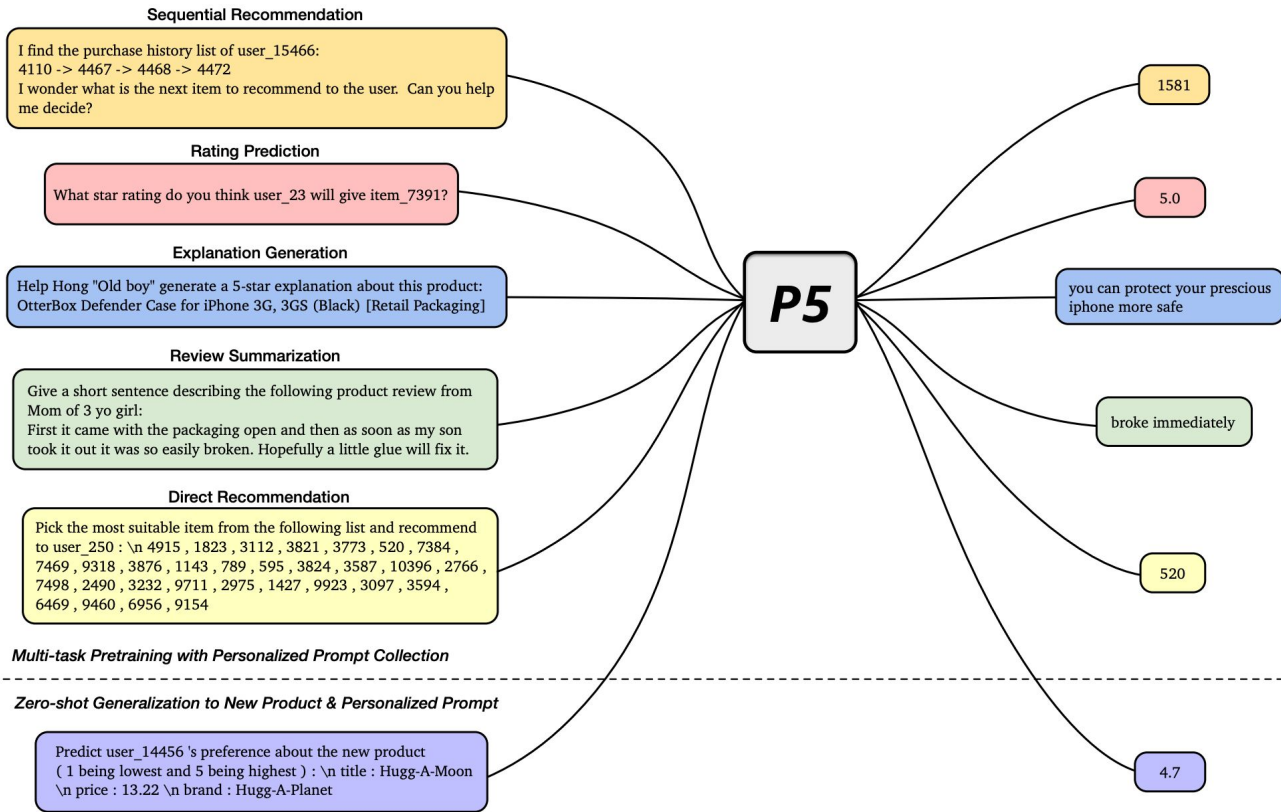 Sequential Recommendation
I find the purchase history list of user_15466:
4110 -> 4467 -> 4468 -> 4472
I wonder what is the next item to recommend to the user. Can you help
me decide?
1581
Rating Prediction
What star rating do you think user_23 will give item_7391?
5.0
Explanation Generation
Help Hong "Old boy" generate a 5-star explanation about this product:
OtterBox Defender Case for iPhone 3G, 3GS (Black) [Retail Packaging]
P5
you can protect your prescious
iphone more safe
Review Summarization
Give a short sentence describing the following product review from
Mom of 3 yo girl:
First it came with the packaging open and then as soon as my son
took it out it was so easily broken. Hopefully a little glue will fix it.
broke immediately
Direct Recommendation
Pick the most suitable item from the following list and recommend
to user_250 : \n 4915 , 1823 , 3112 , 3821 , 3773 , 520 , 7384 ,
7469 , 9318 , 3876 , 1143 , 789 , 595 , 3824 , 3587 , 10396 , 2766 ,
7498 , 2490 , 3232 , 9711 , 2975 , 1427 , 9923 , 3097 , 3594 ,
6469 , 9460 , 6956 , 9154
520
Multi-task Pretraining with Personalized Prompt Collection
Zero-shot Generalization to New Product & Personalized Prompt
Predict user_14456 's preference about the new product
( 1 being lowest and 5 being highest ) : \n title : Hugg-A-Moon
\n price : 13.22 \n brand : Hugg-A-Planet
4.7